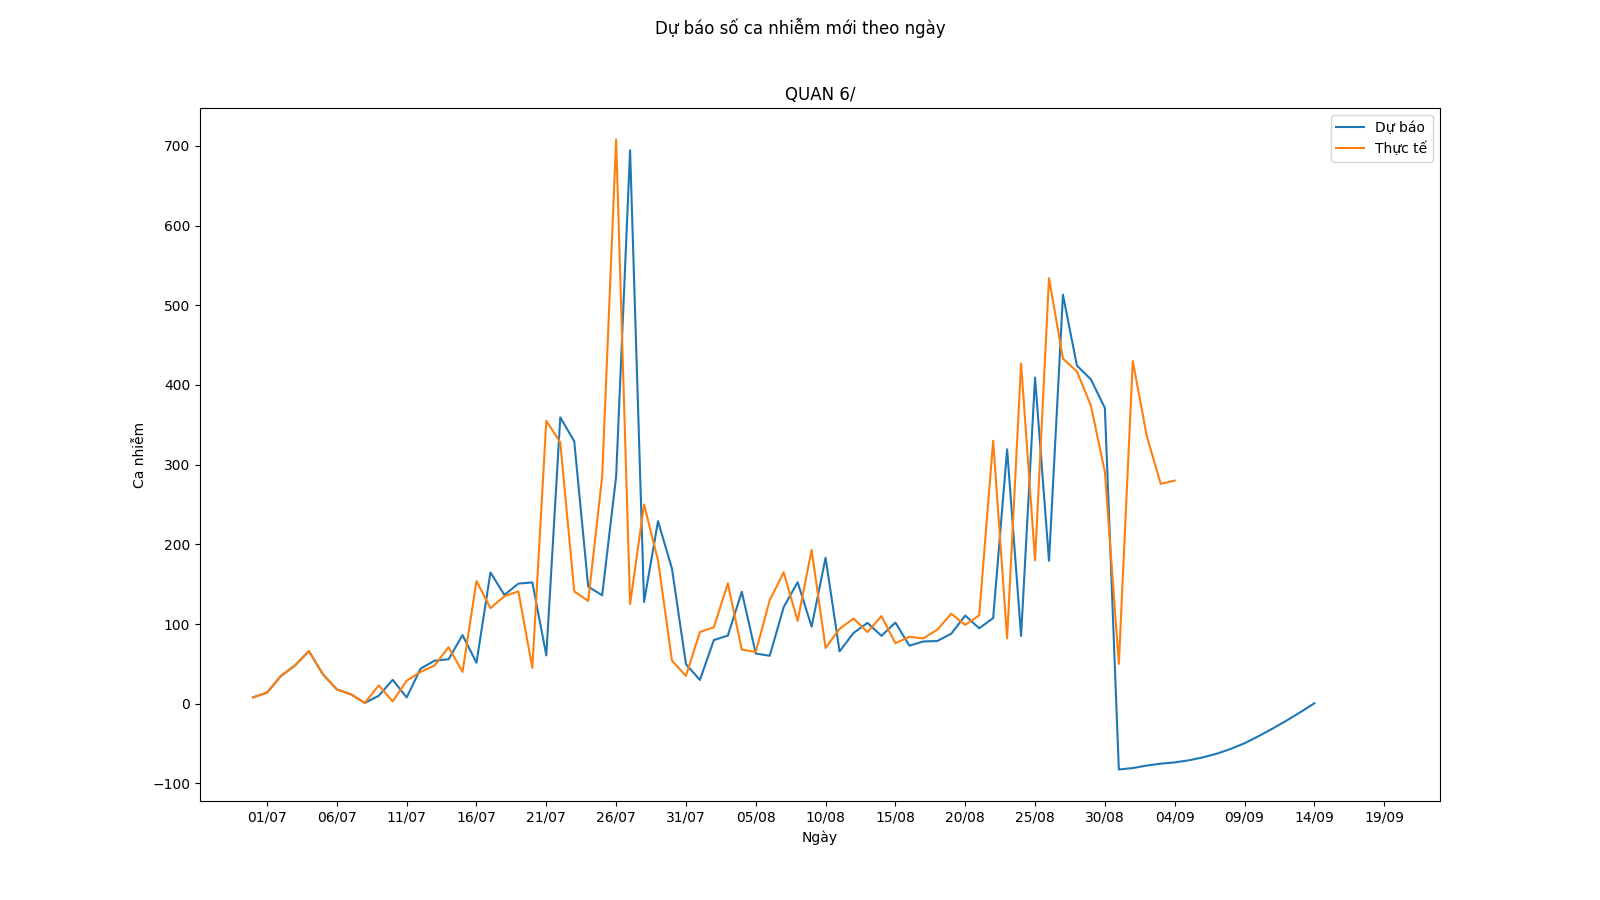 Dự báo số ca nhiễm mới theo ngày
QUAN 6/
Dự báo
Thực tế
700
600
500
400
300
200
100
0
−100
Ca nhiễm
01/07 06/07 11/07 16/07 21/07 26/07 31/07 05/08 10/08 15/08 20/08 25/08 30/08 04/09 09/09 14/09 19/09
Ngày